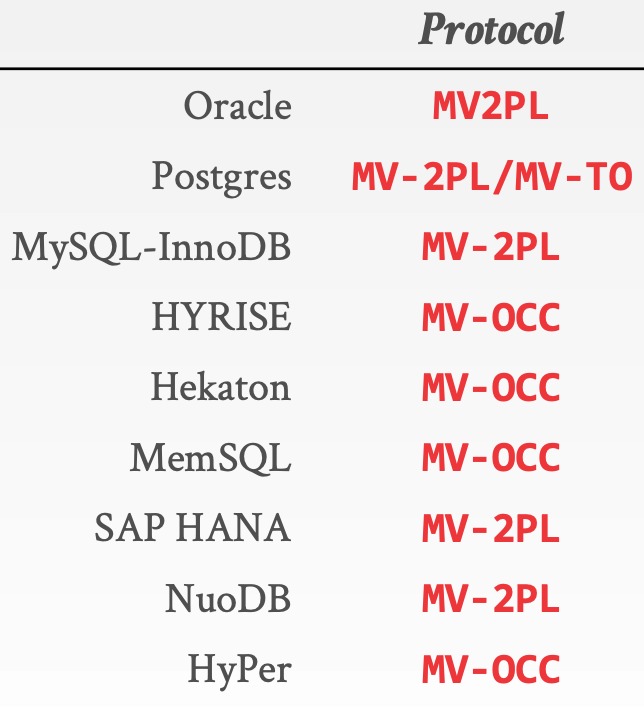 Protocol
Oracle MV2PL
Postgres MV-2PL/MV-TO
MySQL-InnoDB MV-2PL
HYRISE MV-OCC
Hekaton MV-OCC
MemSQL MV-OCC
SAP HANA MV-2PL
NuoDB MV-2PL
HyPer MV-OCC